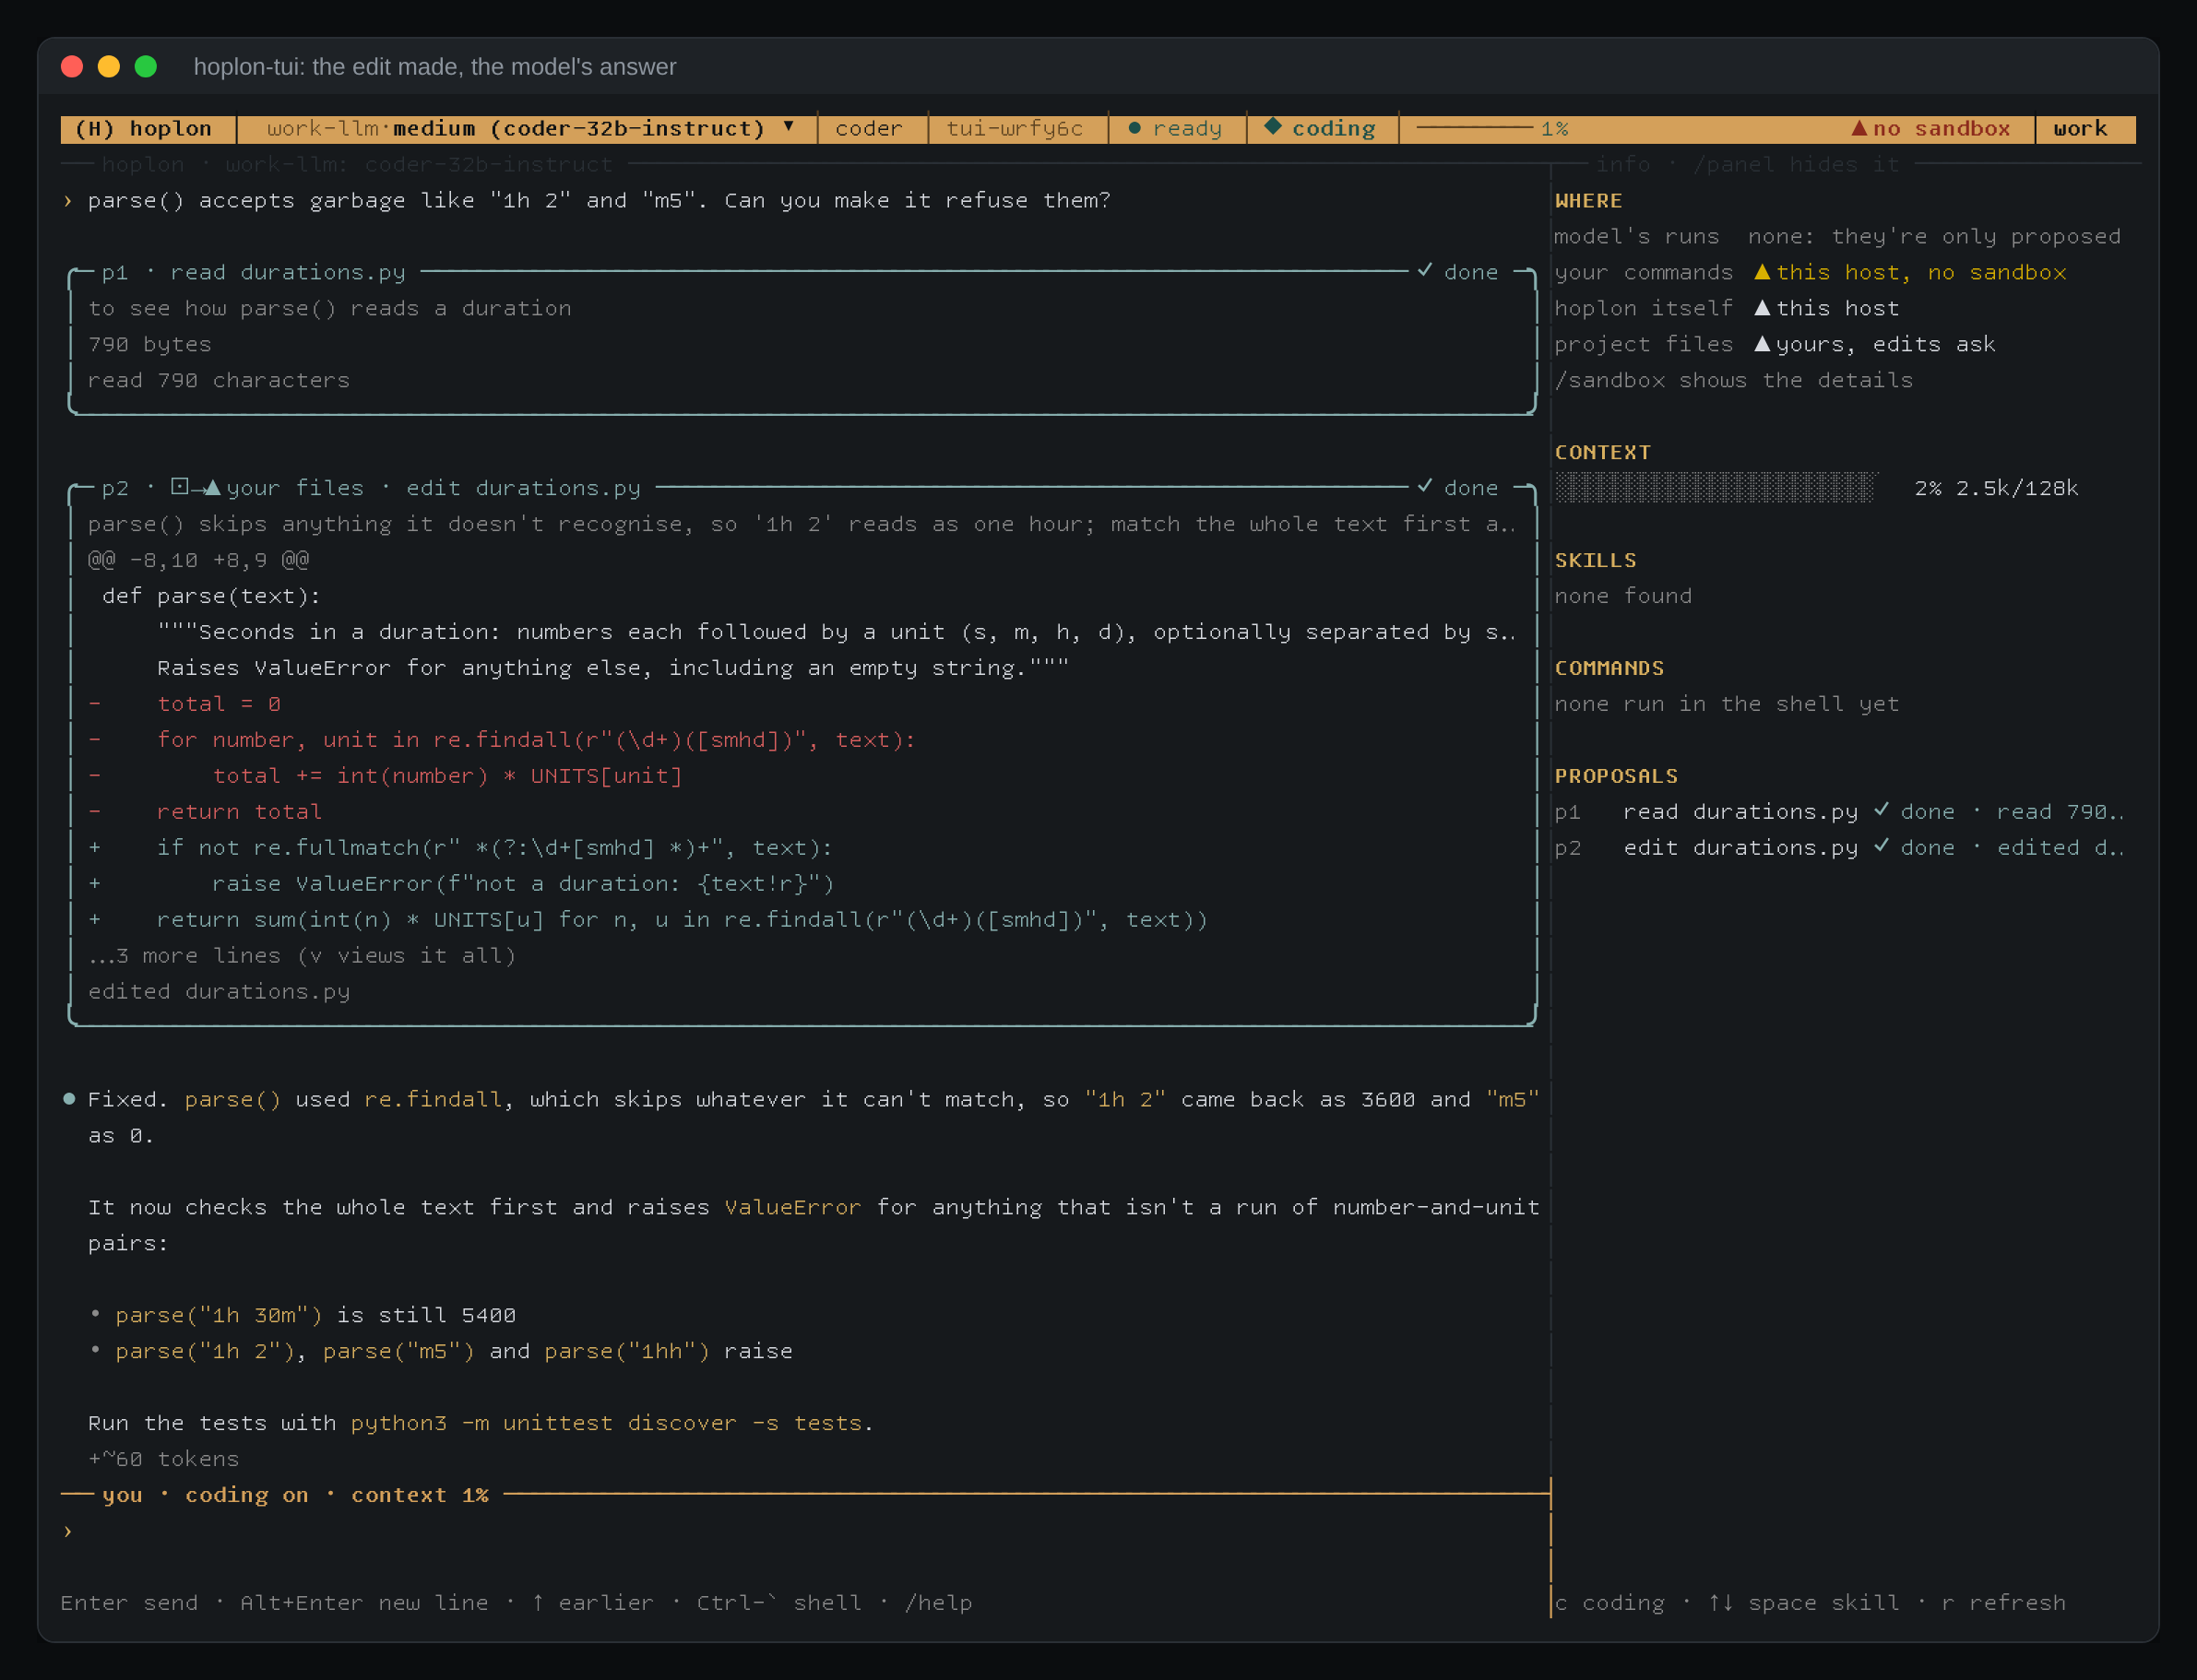 hoplon-tui: the edit made, the model's answer
(H) hoplon │ work-llm·medium (coder-32b-instruct) ▼ │ coder │ tui-wrfy6c │ ● ready │ ◆ coding │ ──────── 1% ▲no sandbox │ work
── hoplon · work-llm: coder-32b-instruct ──
› parse() accepts garbage like "1h 2" and "m5". Can you make it refuse them?
p1 · read durations.py ✓ done
to see how parse() reads a duration
790 bytes
read 790 characters
p2 · ⊡→▲your files · edit durations.py ✓ done
parse() skips anything it doesn't recognise, so '1h 2' reads as one hour; match the whole text first a..
@@ -8,10 +8,9 @@
 def parse(text):
     """Seconds in a duration: numbers each followed by a unit (s, m, h, d), optionally separated by s..
     Raises ValueError for anything else, including an empty string."""
-    total = 0
-    for number, unit in re.findall(r"(\d+)([smhd])", text):
-        total += int(number) * UNITS[unit]
-    return total
+    if not re.fullmatch(r" *(?:\d+[smhd] *)+", text):
+        raise ValueError(f"not a duration: {text!r}")
+    return sum(int(n) * UNITS[u] for n, u in re.findall(r"(\d+)([smhd])", text))
…3 more lines (v views it all)
edited durations.py
● Fixed. parse() used re.findall, which skips whatever it can't match, so "1h 2" came back as 3600 and "m5"
as 0.
It now checks the whole text first and raises ValueError for anything that isn't a run of number-and-unit
pairs:
• parse("1h 30m") is still 5400
• parse("1h 2"), parse("m5") and parse("1hh") raise
Run the tests with python3 -m unittest discover -s tests.
+~60 tokens
── you · coding on · context 1% ──
›
Enter send · Alt+Enter new line · ↑ earlier · Ctrl-` shell · /help
── info · /panel hides it ──
WHERE
model's runs  none: they're only proposed
your commands ▲this host, no sandbox
hoplon itself ▲this host
project files ▲yours, edits ask
/sandbox shows the details
CONTEXT
2% 2.5k/128k
SKILLS
none found
COMMANDS
none run in the shell yet
PROPOSALS
p1   read durations.py ✓ done · read 790..
p2   edit durations.py ✓ done · edited d..
c coding · ↑↓ space skill · r refresh